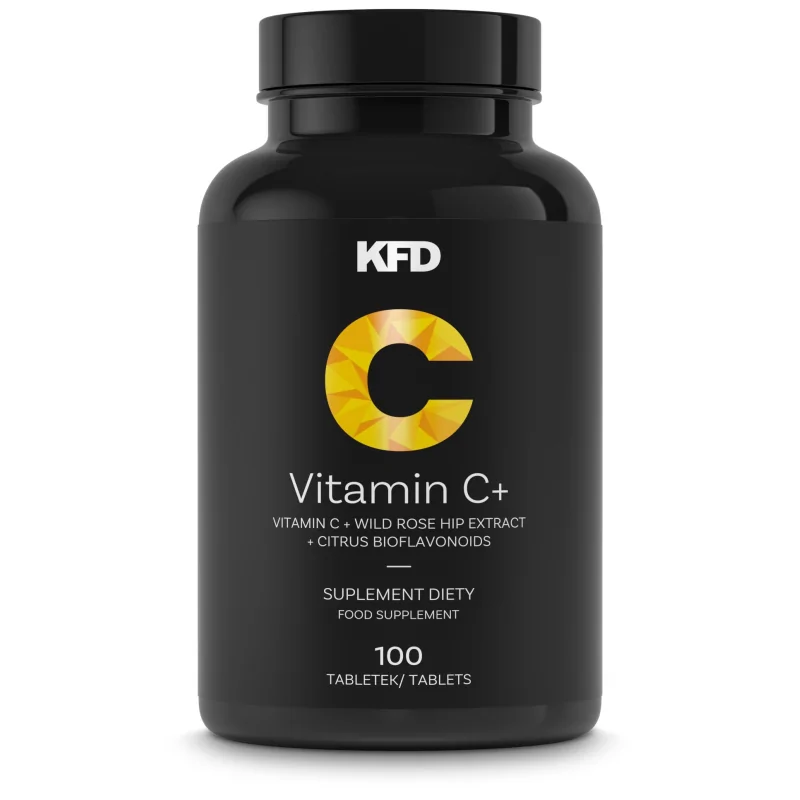 KFD
C
Vitamin C+
VITAMIN C + WILD ROSE HIP EXTRACT
+ CITRUS BIOFLAVONOIDS
SUPLEMENT DIETY
FOOD SUPPLEMENT
100
TABLETEK/ TABLETS